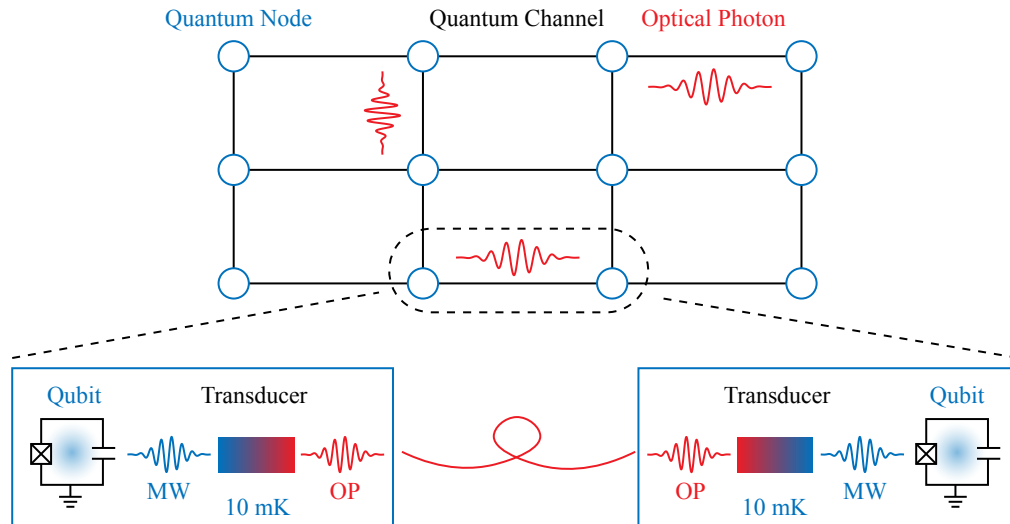 Quantum Node Quantum Channel Optical Photon
Qubit Transducer
MW 10 mK OP
Transducer Qubit
OP 10 mK MW